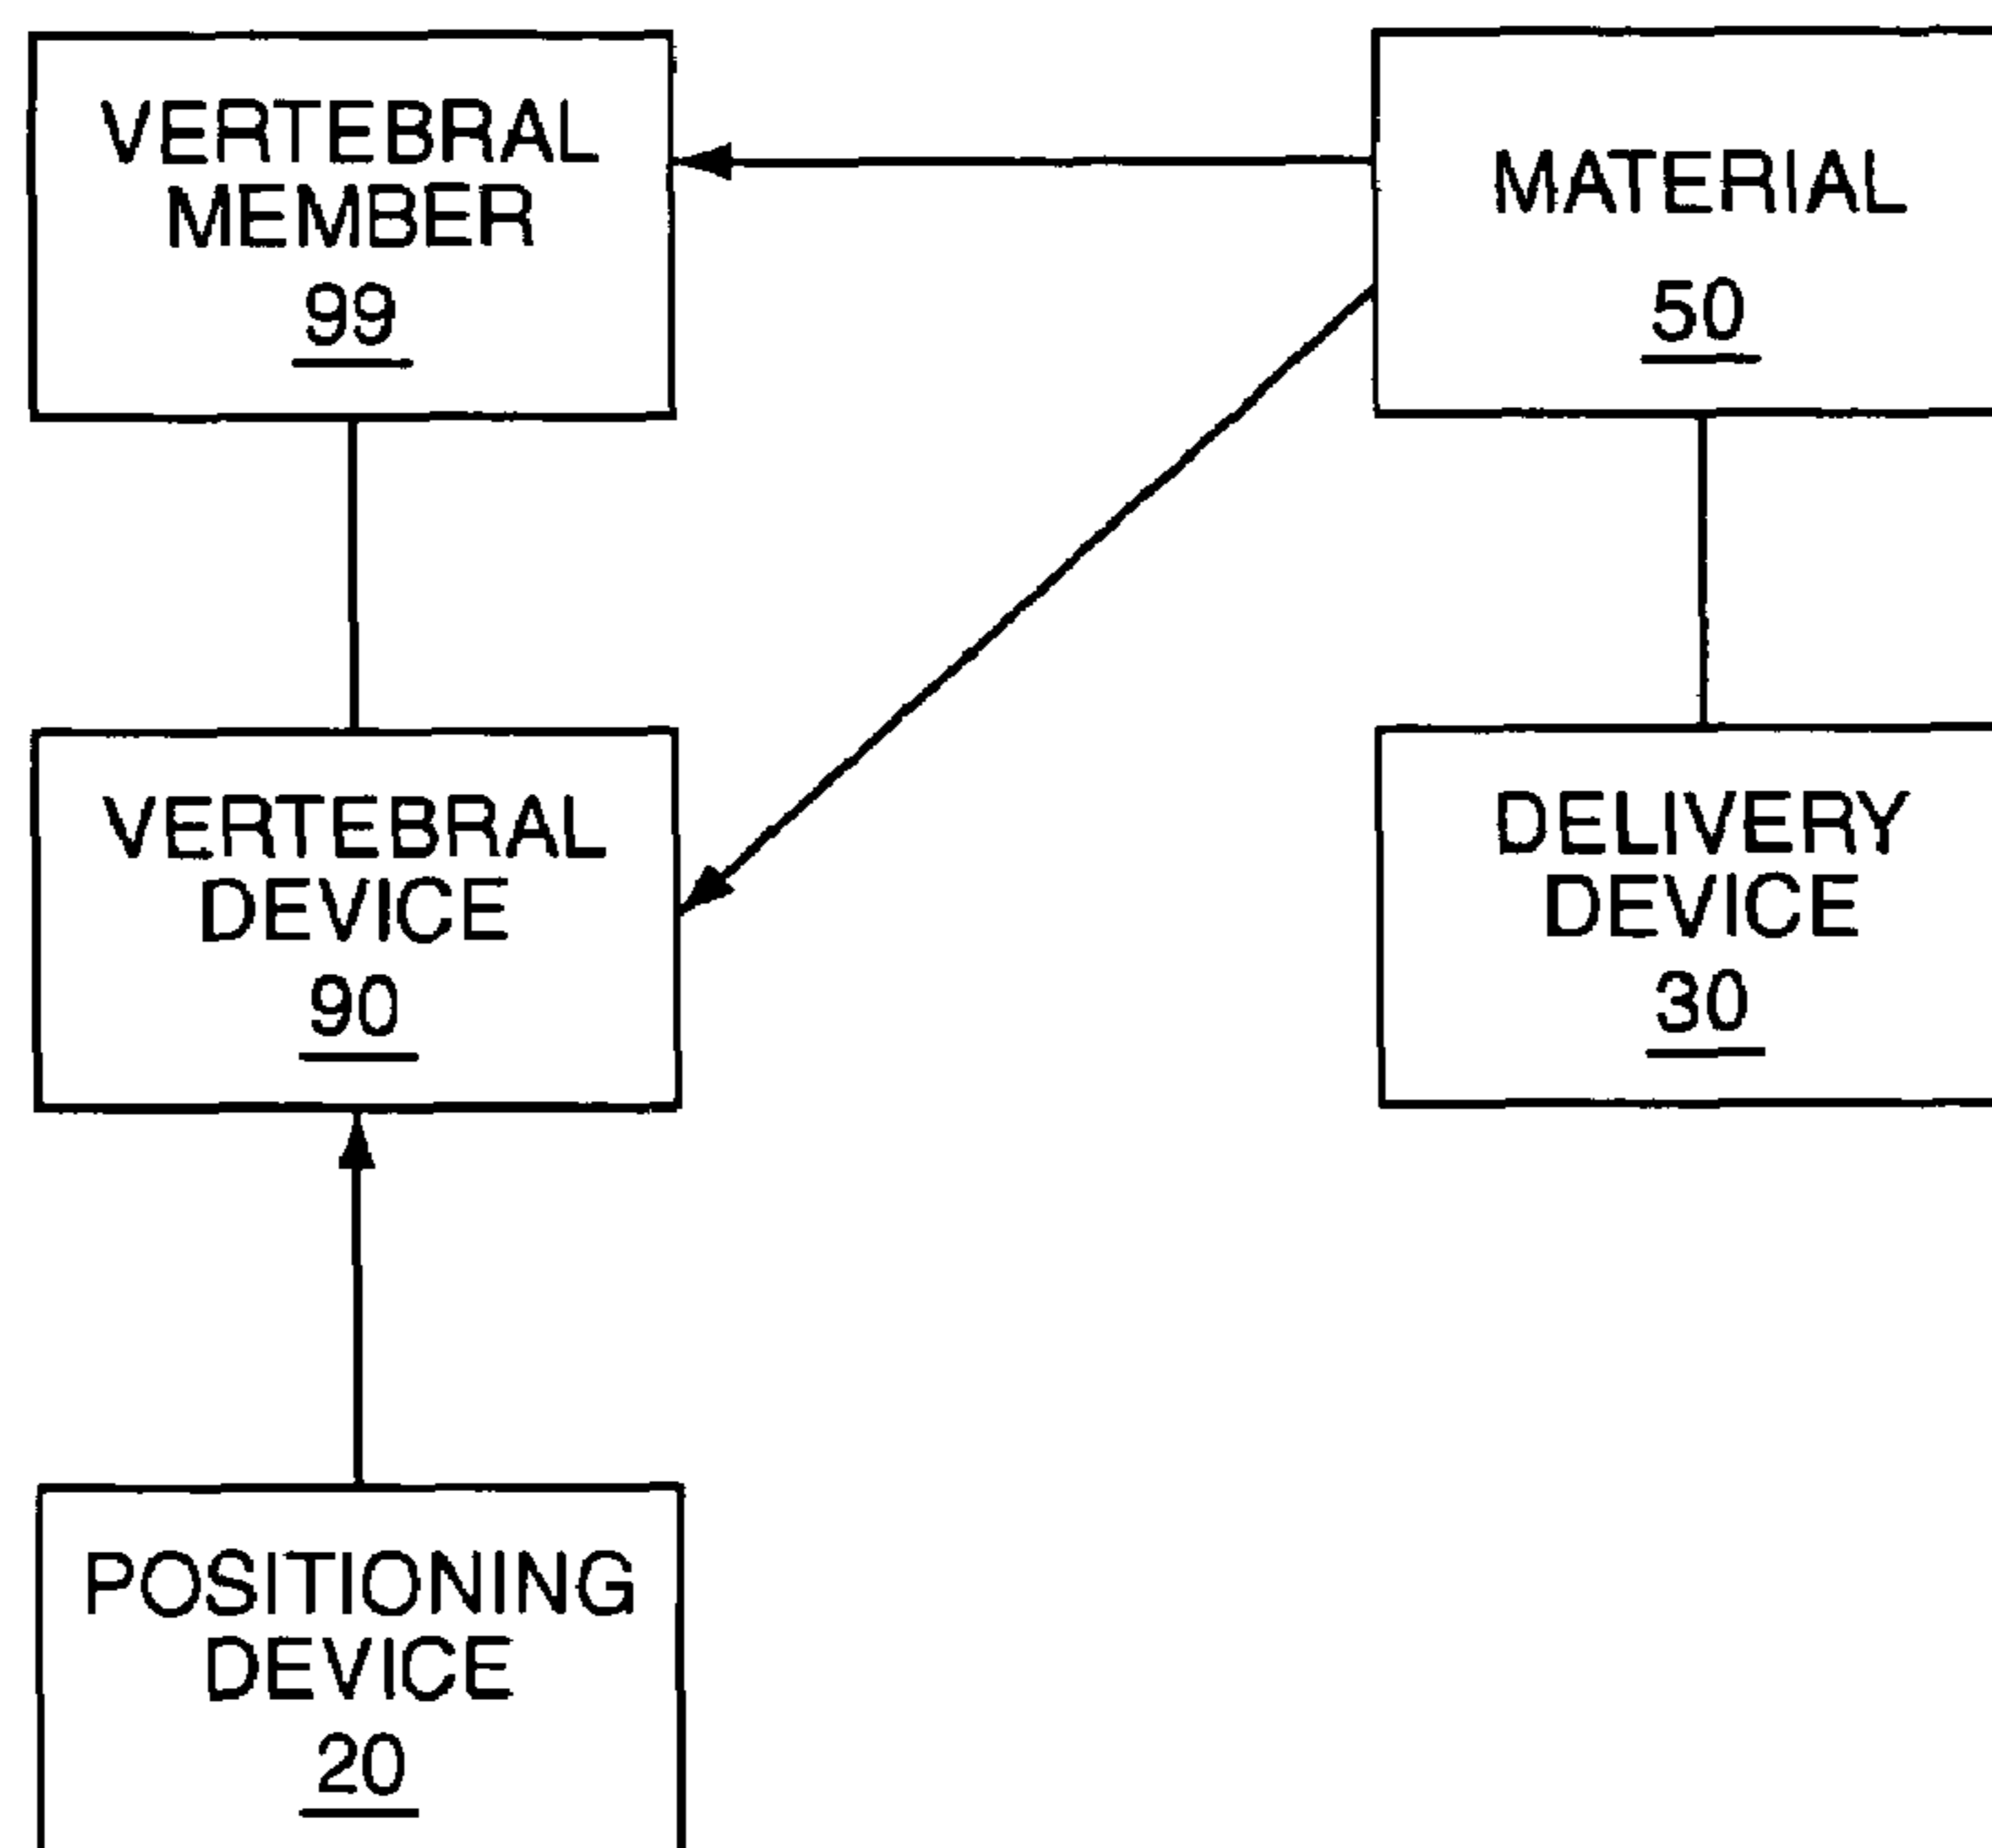 VERTEBRAL
MEMBER
99
MATERIAL
50
VERTEBRAL
DEVICE
90
DELIVERY
DEVICE
30
POSITIONING
DEVICE
20